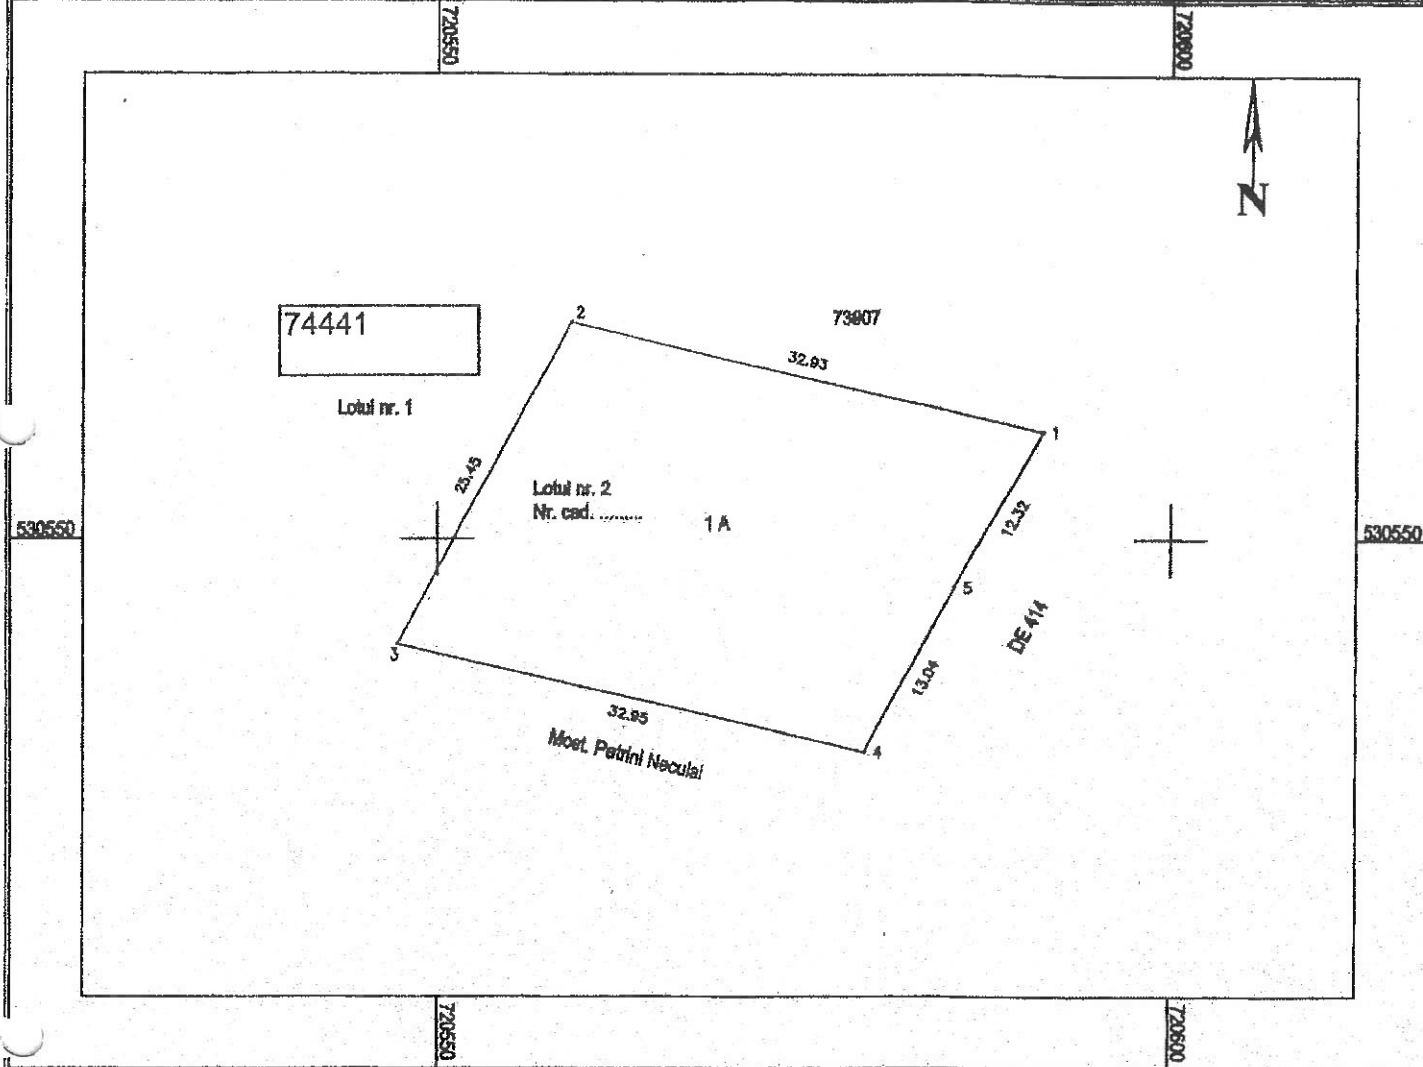 720550
720600
N
74441
Lotul nr. 1
2
73907
32.93
1
25.45
Lotul nr. 2
Nr. cad. .........
1 A
12.32
530550
530550
5
DE 414
3
13.04
32.95
4
Most. Patrini Neculai
720550
720600